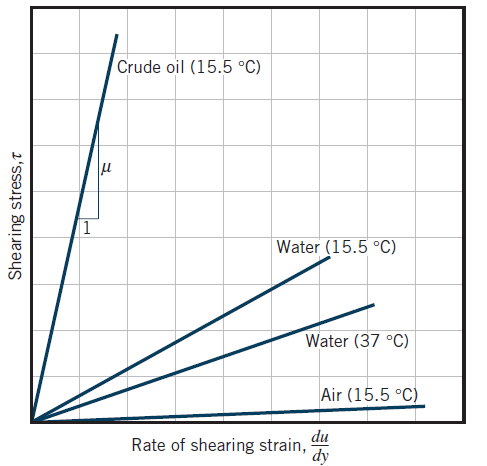 Crude oil (15.5 °C)
μ
1
Water (15.5 °C)
Water (37 °C)
Air (15.5 °C)
Shearing stress, τ
Rate of shearing strain, du/dy